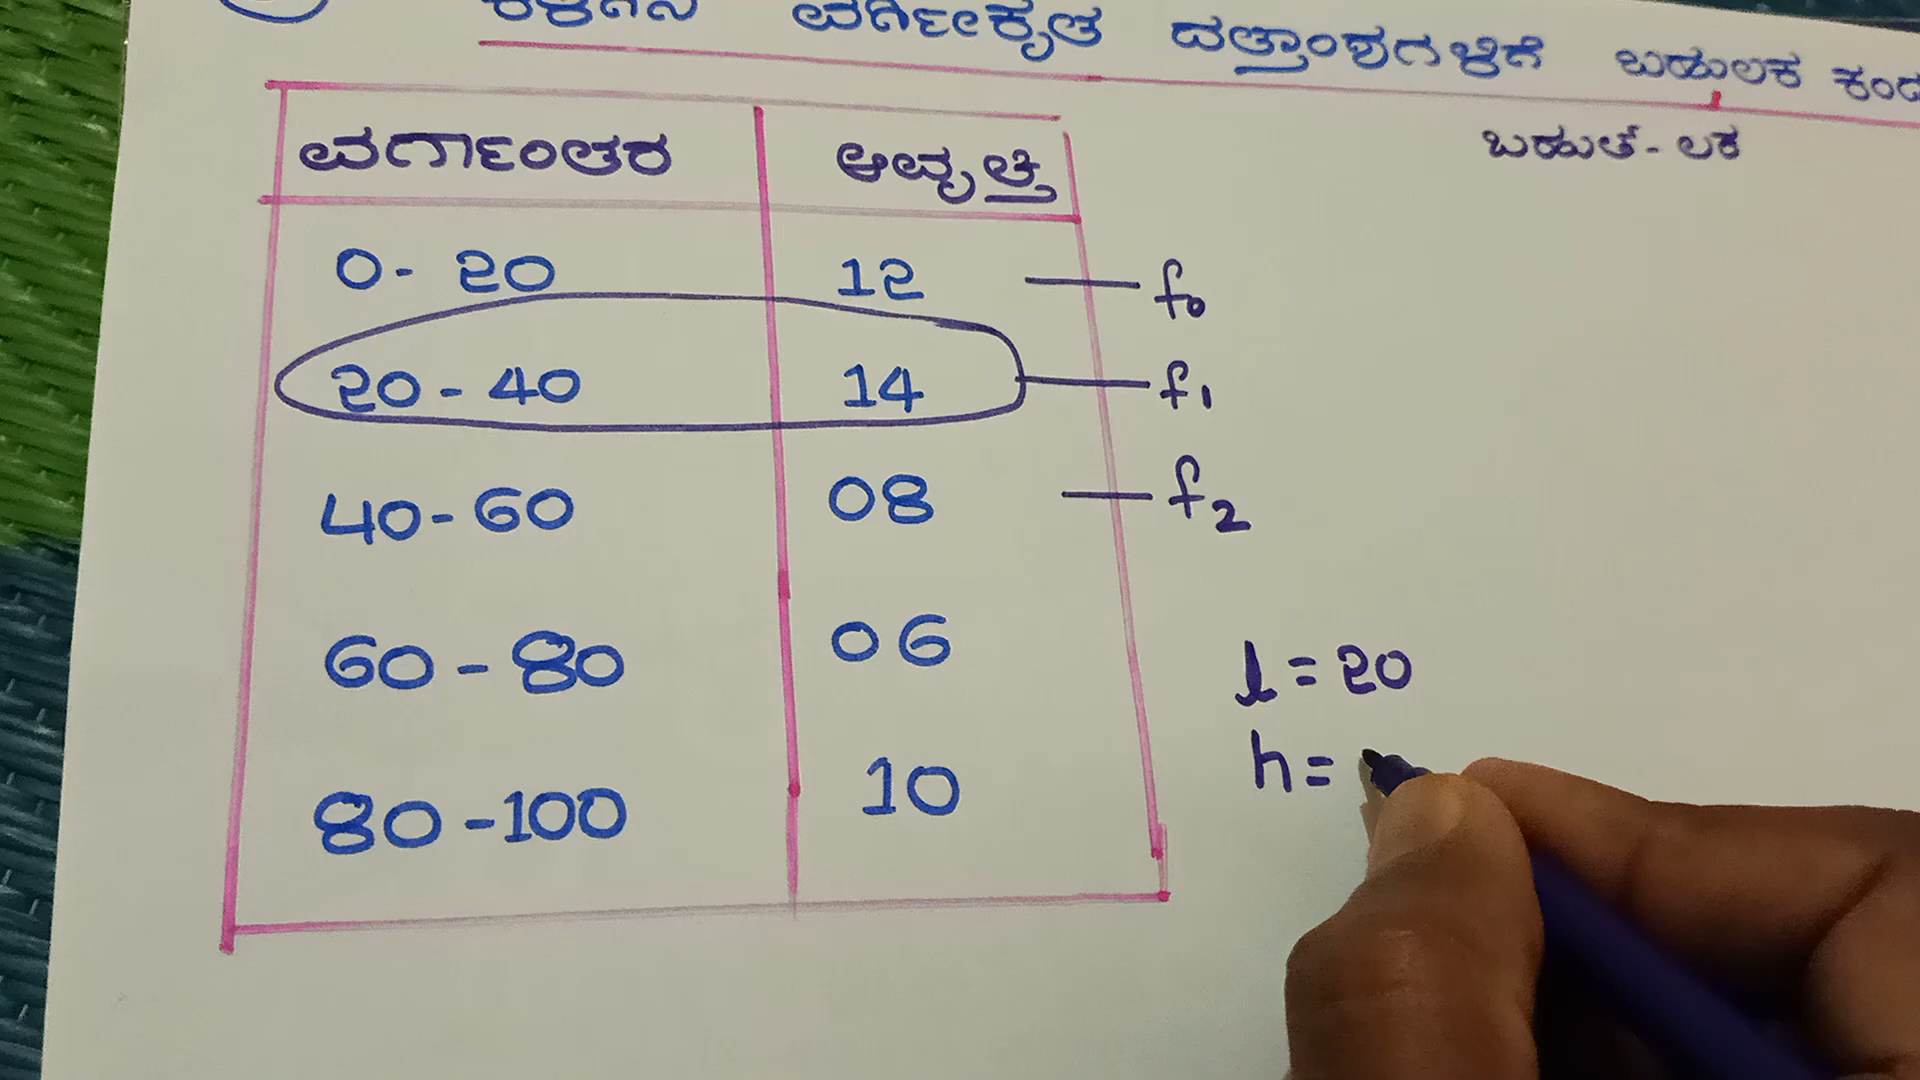 ವರ್ಗೀಕೃತ ದತ್ತಾಂಶಗಳಿಗೆ ಬಹುಲಕ
ಬಹುತ್-ಲಕ
ವರ್ಗಾಂತರ ಆವೃತ್ತಿ
0-20 12 f0
20-40 14 f1
40-60 08 f2
60-80 06
80-100 10
l=20
h=